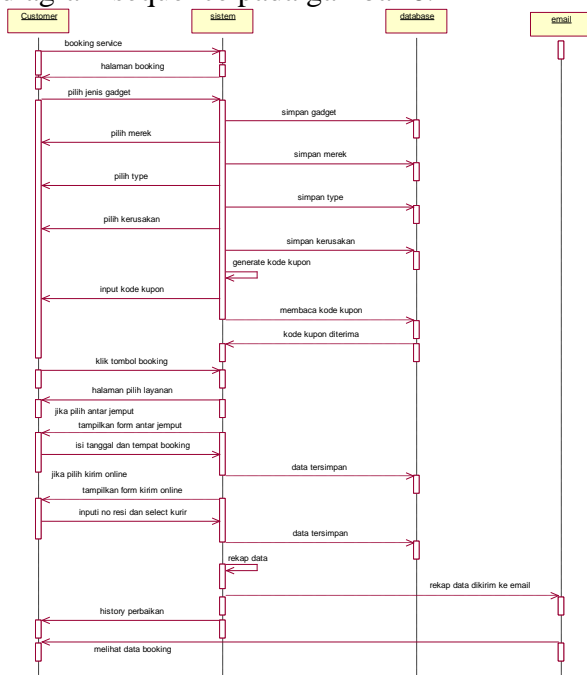 Customer
sistem
database
email
booking service
halaman booking
pilih jenis gadget
simpan gadget
pilih merek
simpan merek
pilih type
simpan type
pilih kerusakan
simpan kerusakan
generate kode kupon
input kode kupon
membaca kode kupon
kode kupon diterima
klik tombol booking
halaman pilih layanan
jika pilih antar jemput
tampilkan form antar jemput
isi tanggal dan tempat booking
data tersimpan
jika pilih kirim online
tampilkan form kirim online
inputi no resi dan select kurir
data tersimpan
rekap data
rekap data dikirim ke email
history perbaikan
melihat data booking